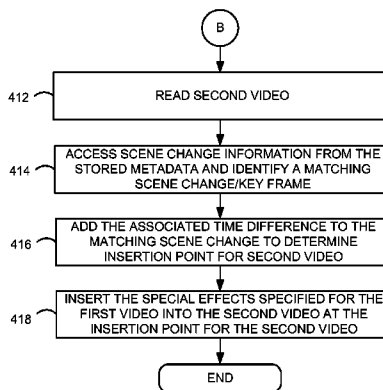 B
412
READ SECOND VIDEO
414
ACCESS SCENE CHANGE INFORMATION FROM THE
STORED METADATA AND IDENTIFY A MATCHING
SCENE CHANGE/KEY FRAME
416
ADD THE ASSOCIATED TIME DIFFERENCE TO THE
MATCHING SCENE CHANGE TO DETERMINE
INSERTION POINT FOR SECOND VIDEO
418
INSERT THE SPECIAL EFFECTS SPECIFIED FOR THE
FIRST VIDEO INTO THE SECOND VIDEO AT THE
INSERTION POINT FOR THE SECOND VIDEO
END